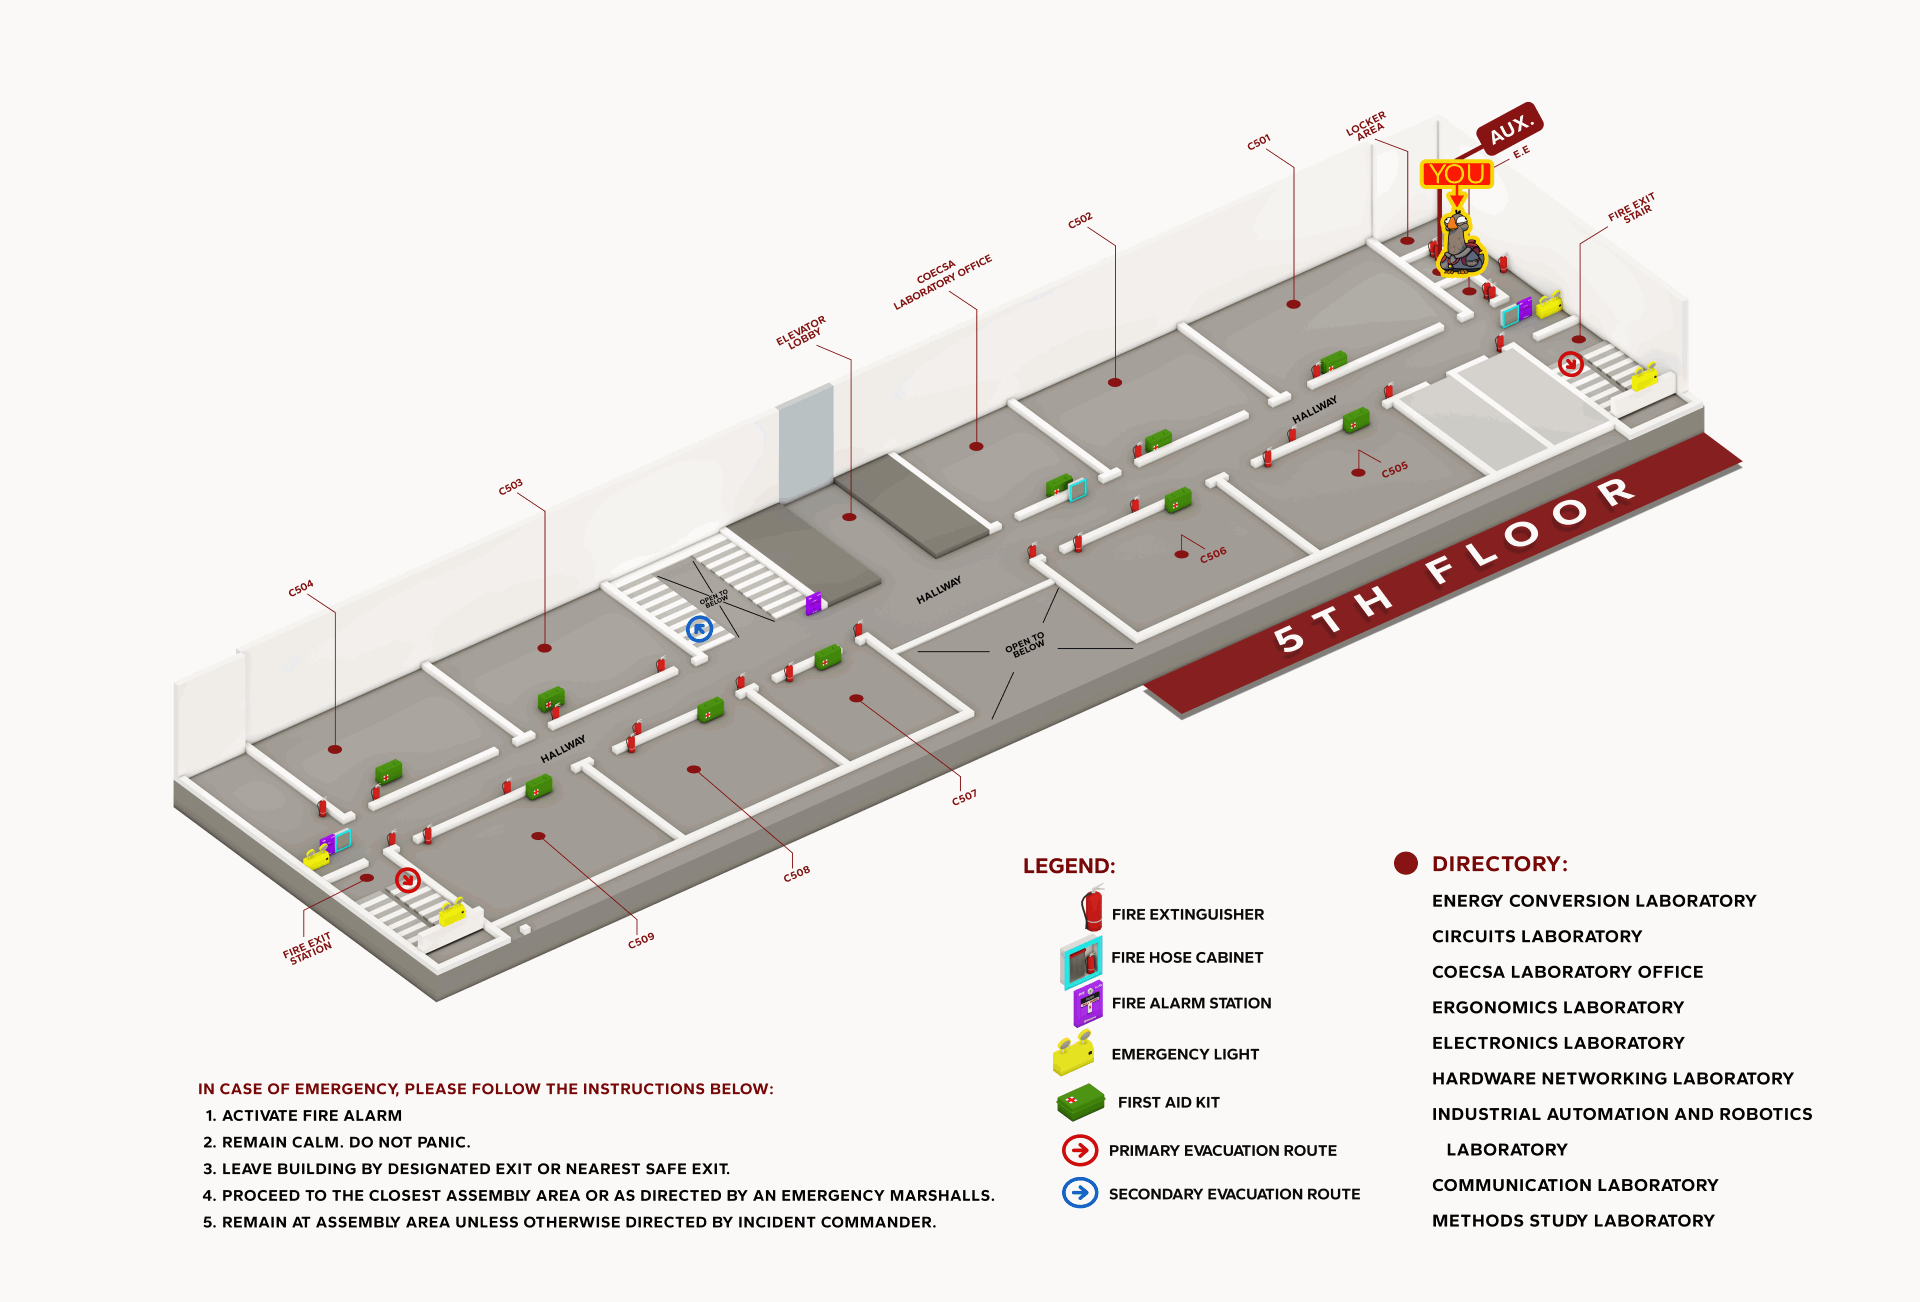 AUX.
LOCKER
AREA
E.E
YOU
C501
FIRE EXIT
STAIR
C502
COECSA
LABORATORY OFFICE
ELEVATOR
LOBBY
HALLWAY
C503
C505
5TH FLOOR
C506
C504
OPEN TO
BELOW
HALLWAY
OPEN TO
BELOW
HALLWAY
C507
C508
C509
FIRE EXIT
STATION
LEGEND:
FIRE EXTINGUISHER
FIRE HOSE CABINET
FIRE ALARM STATION
EMERGENCY LIGHT
FIRST AID KIT
PRIMARY EVACUATION ROUTE
SECONDARY EVACUATION ROUTE
DIRECTORY:
ENERGY CONVERSION LABORATORY
CIRCUITS LABORATORY
COECSA LABORATORY OFFICE
ERGONOMICS LABORATORY
ELECTRONICS LABORATORY
HARDWARE NETWORKING LABORATORY
INDUSTRIAL AUTOMATION AND ROBOTICS
LABORATORY
COMMUNICATION LABORATORY
METHODS STUDY LABORATORY
IN CASE OF EMERGENCY, PLEASE FOLLOW THE INSTRUCTIONS BELOW:
1. ACTIVATE FIRE ALARM
2. REMAIN CALM. DO NOT PANIC.
3. LEAVE BUILDING BY DESIGNATED EXIT OR NEAREST SAFE EXIT.
4. PROCEED TO THE CLOSEST ASSEMBLY AREA OR AS DIRECTED BY AN EMERGENCY MARSHALLS.
5. REMAIN AT ASSEMBLY AREA UNLESS OTHERWISE DIRECTED BY INCIDENT COMMANDER.